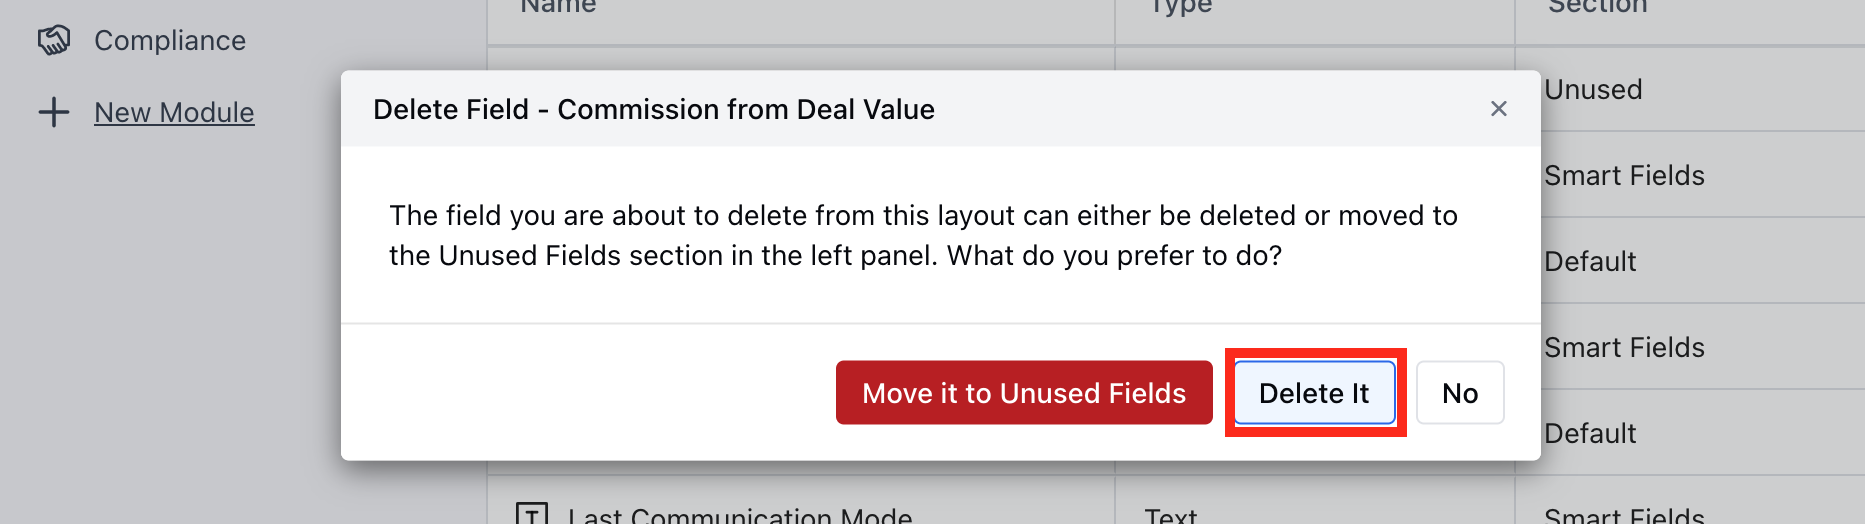 Name
Type
Section
Compliance
New Module
Unused
Delete Field - Commission from Deal Value
Smart Fields
The field you are about to delete from this layout can either be deleted or moved to
the Unused Fields section in the left panel. What do you prefer to do?
Default
Smart Fields
Move it to Unused Fields
Delete It
No
Default
T
Last Communication Mode
Text
Smart Fields